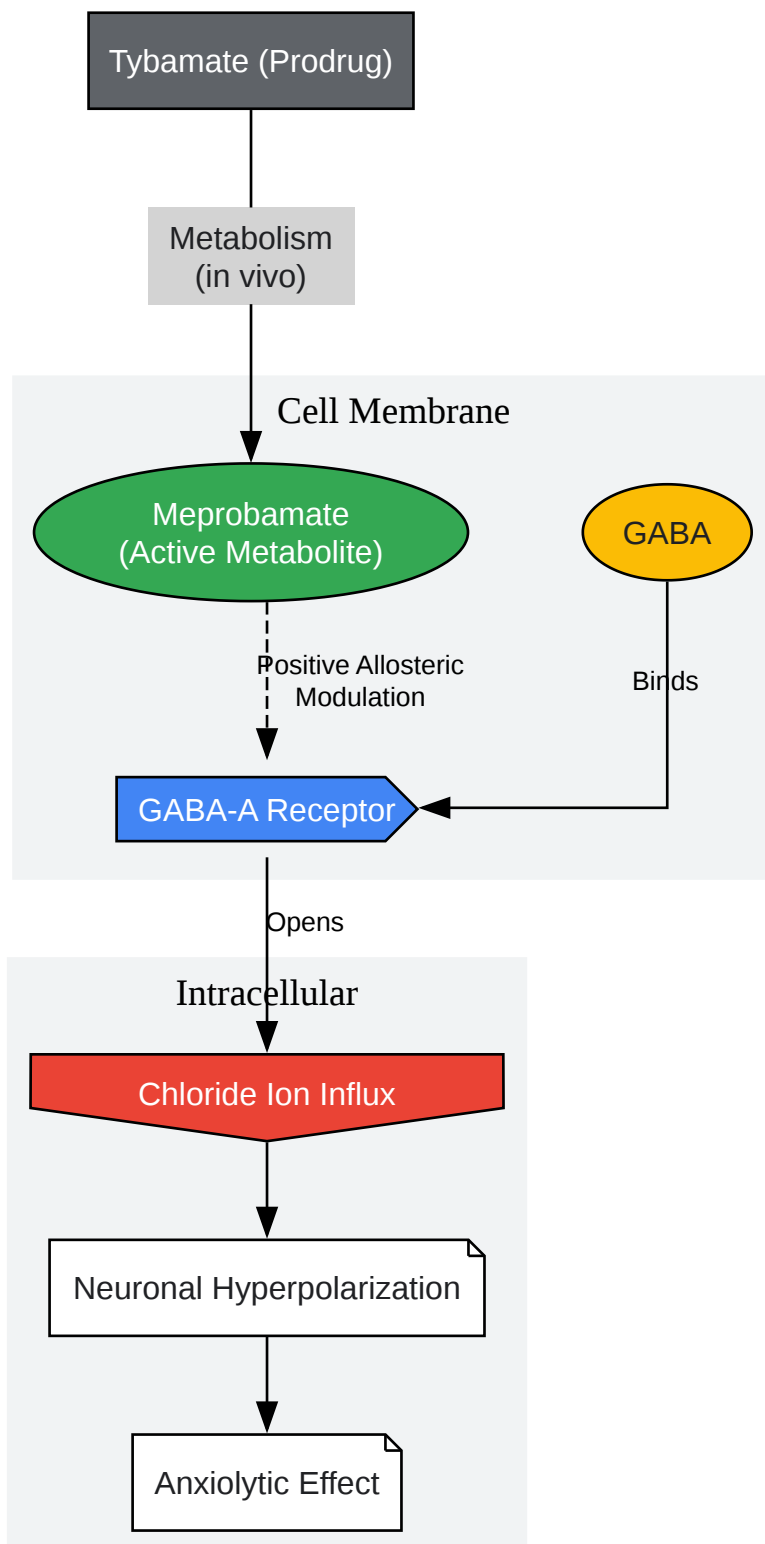 Tybamate (Prodrug)
Metabolism
(in vivo)
Cell Membrane
Meprobamate
(Active Metabolite)
GABA
Positive Allosteric
Modulation
Binds
GABA-A Receptor
Opens
Intracellular
Chloride Ion Influx
Neuronal Hyperpolarization
Anxiolytic Effect